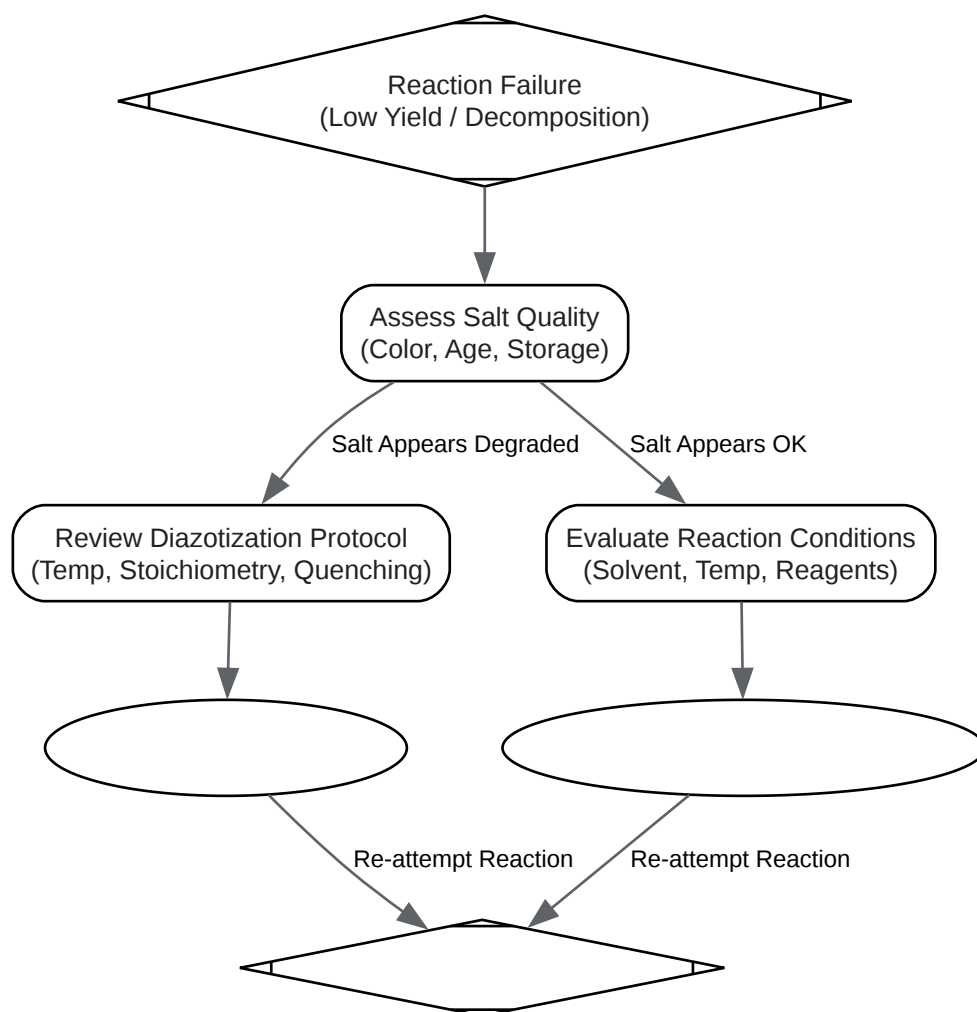 Reaction Failure
(Low Yield / Decomposition)
Assess Salt Quality
(Color, Age, Storage)
Salt Appears Degraded
Salt Appears OK
Review Diazotization Protocol
(Temp, Stoichiometry, Quenching)
Evaluate Reaction Conditions
(Solvent, Temp, Reagents)
Re-attempt Reaction
Re-attempt Reaction